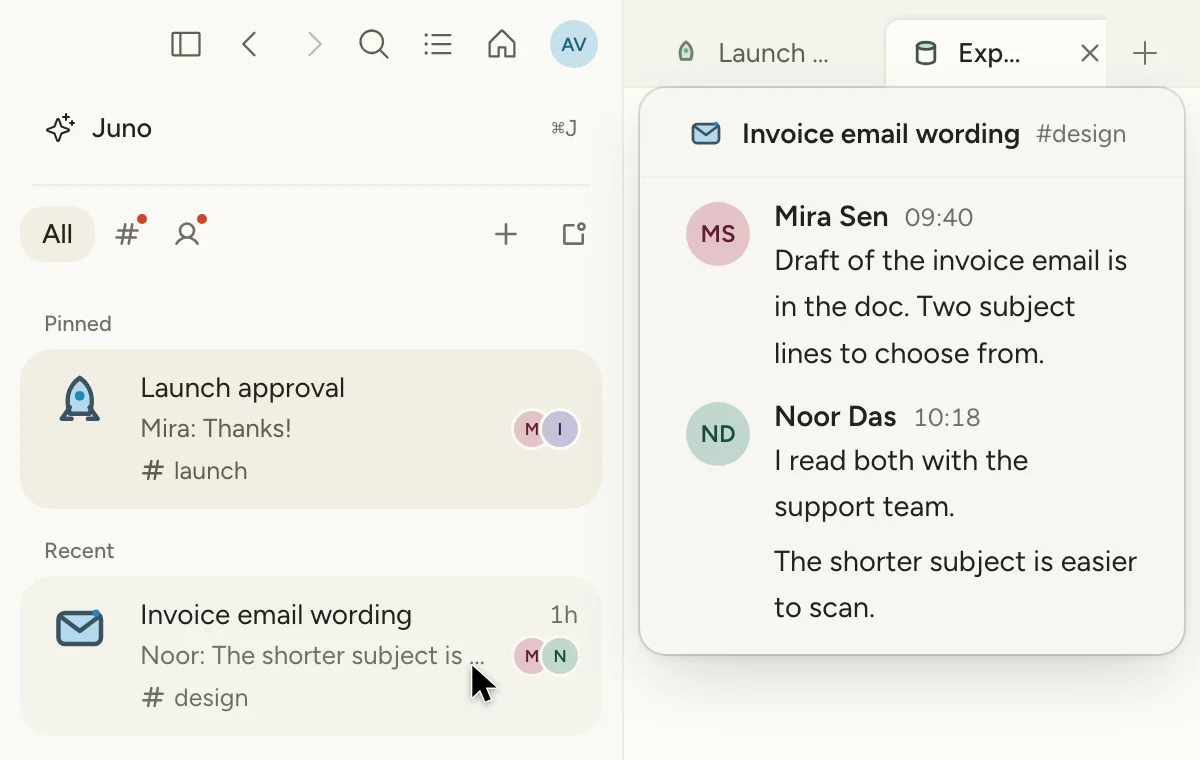 AV
Juno
⌘J
All
Pinned
Launch approval
Mira: Thanks!
M I
# launch
Recent
Invoice email wording 1h
Noor: The shorter subject is ...
M N
# design
Launch ...
Exp...
Invoice email wording #design
MS
Mira Sen 09:40
Draft of the invoice email is
in the doc. Two subject
lines to choose from.
ND
Noor Das 10:18
I read both with the
support team.
The shorter subject is easier
to scan.